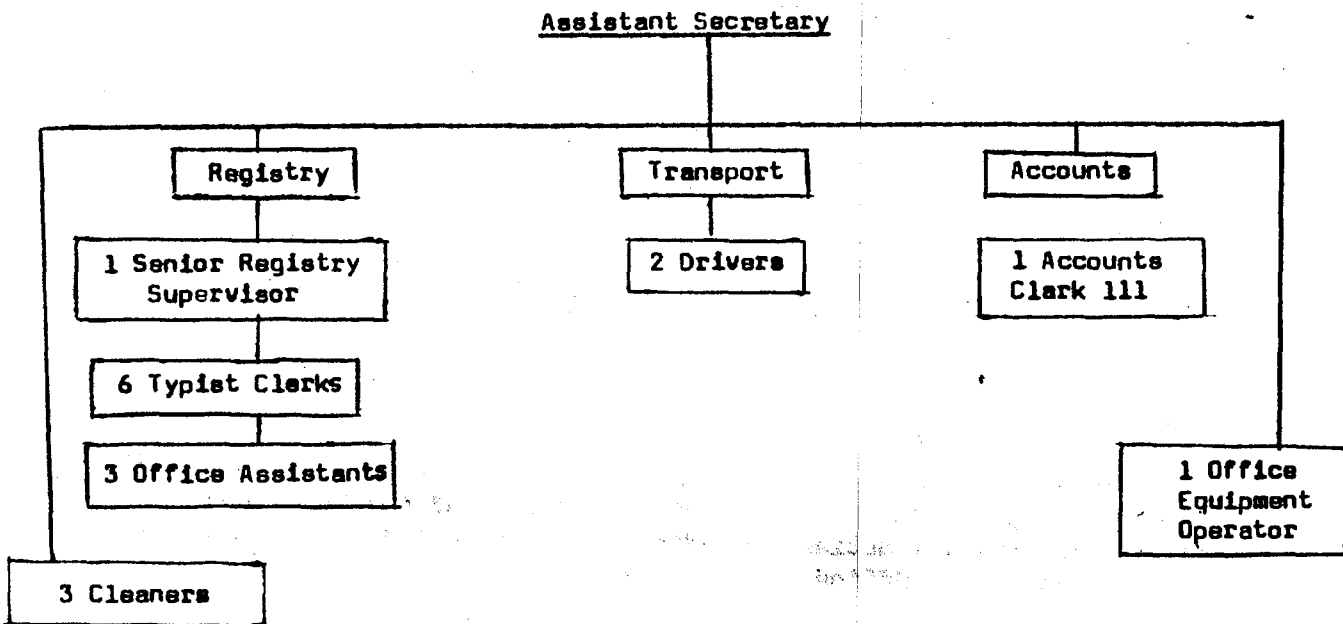 Assistant Secretary
Registry
Transport
Accounts
1 Senior Registry
Supervisor
2 Drivers
1 Accounts
Clark lll
6 Typist Clerks
3 Office Assistants
1 Office
Equipment
Operator
3 Cleaners